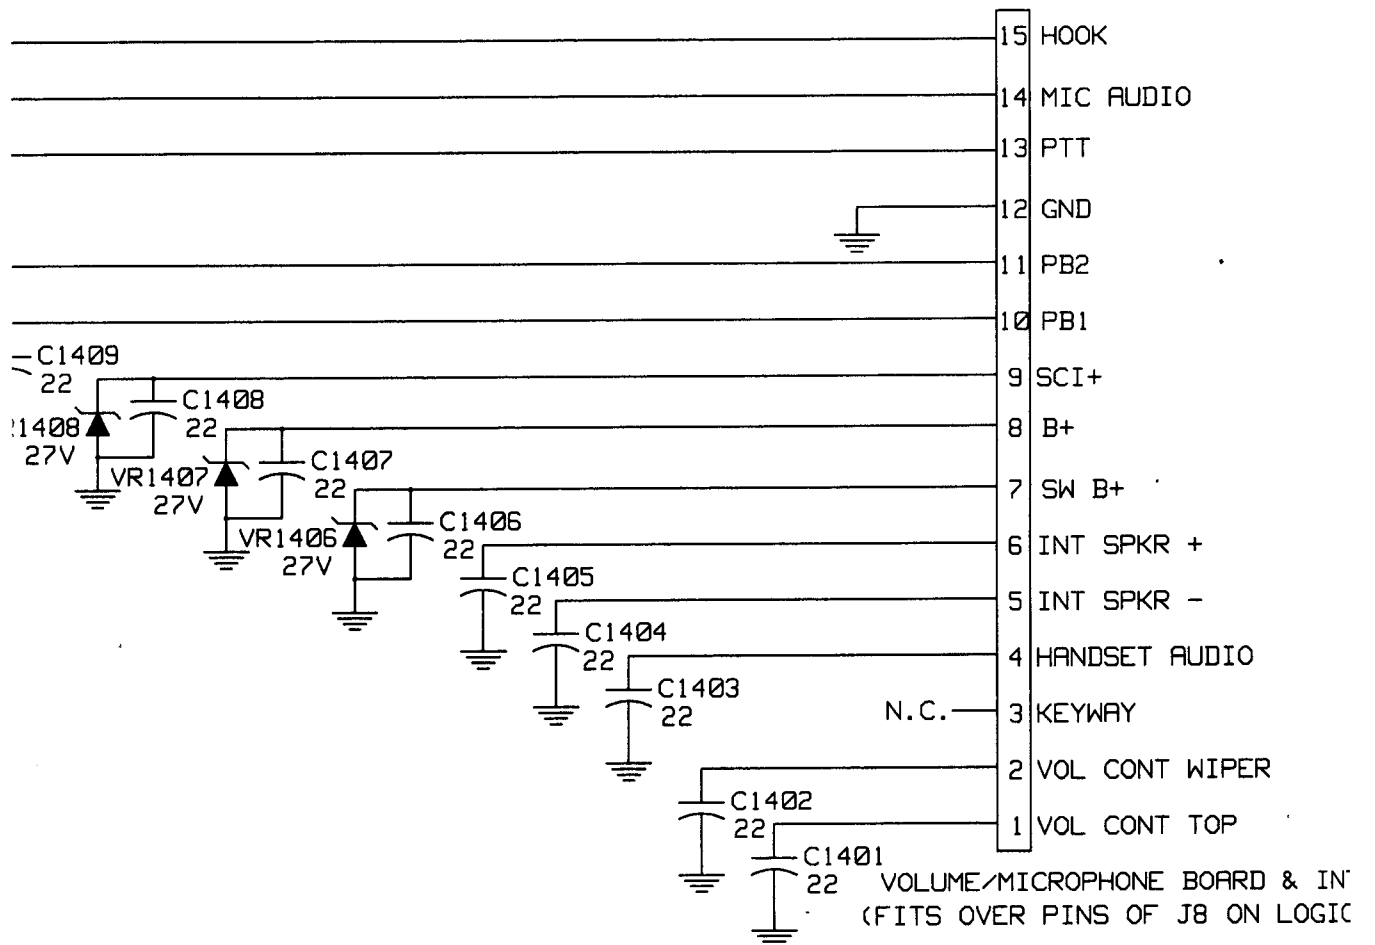 15 HOOK
14 MIC AUDIO
13 PTT
12 GND
11 PB2
10 PB1
C1409
22
9 SCI+
C1408
22
1408
27V
8 B+
C1407
22
VR1407
27V
7 SW B+
C1406
22
VR1406
27V
6 INT SPKR +
C1405
22
5 INT SPKR -
C1404
22
4 HANDSET AUDIO
C1403
22
N.C. 3 KEYWAY
2 VOL CONT WIPER
C1402
22
1 VOL CONT TOP
C1401
22
VOLUME/MICROPHONE BOARD & IN
(FITS OVER PINS OF J8 ON LOGIC